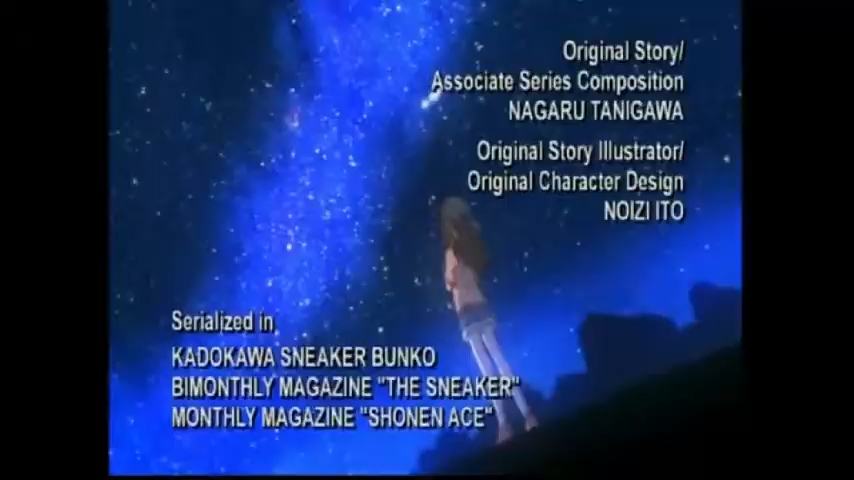 Original Story/
Associate Series Composition
NAGARU TANIGAWA
Original Story Illustrator/
Original Character Design
NOIZI ITO
Serialized in
KADOKAWA SNEAKER BUNKO
BIMONTHLY MAGAZINE "THE SNEAKER"
MONTHLY MAGAZINE "SHONEN ACE"